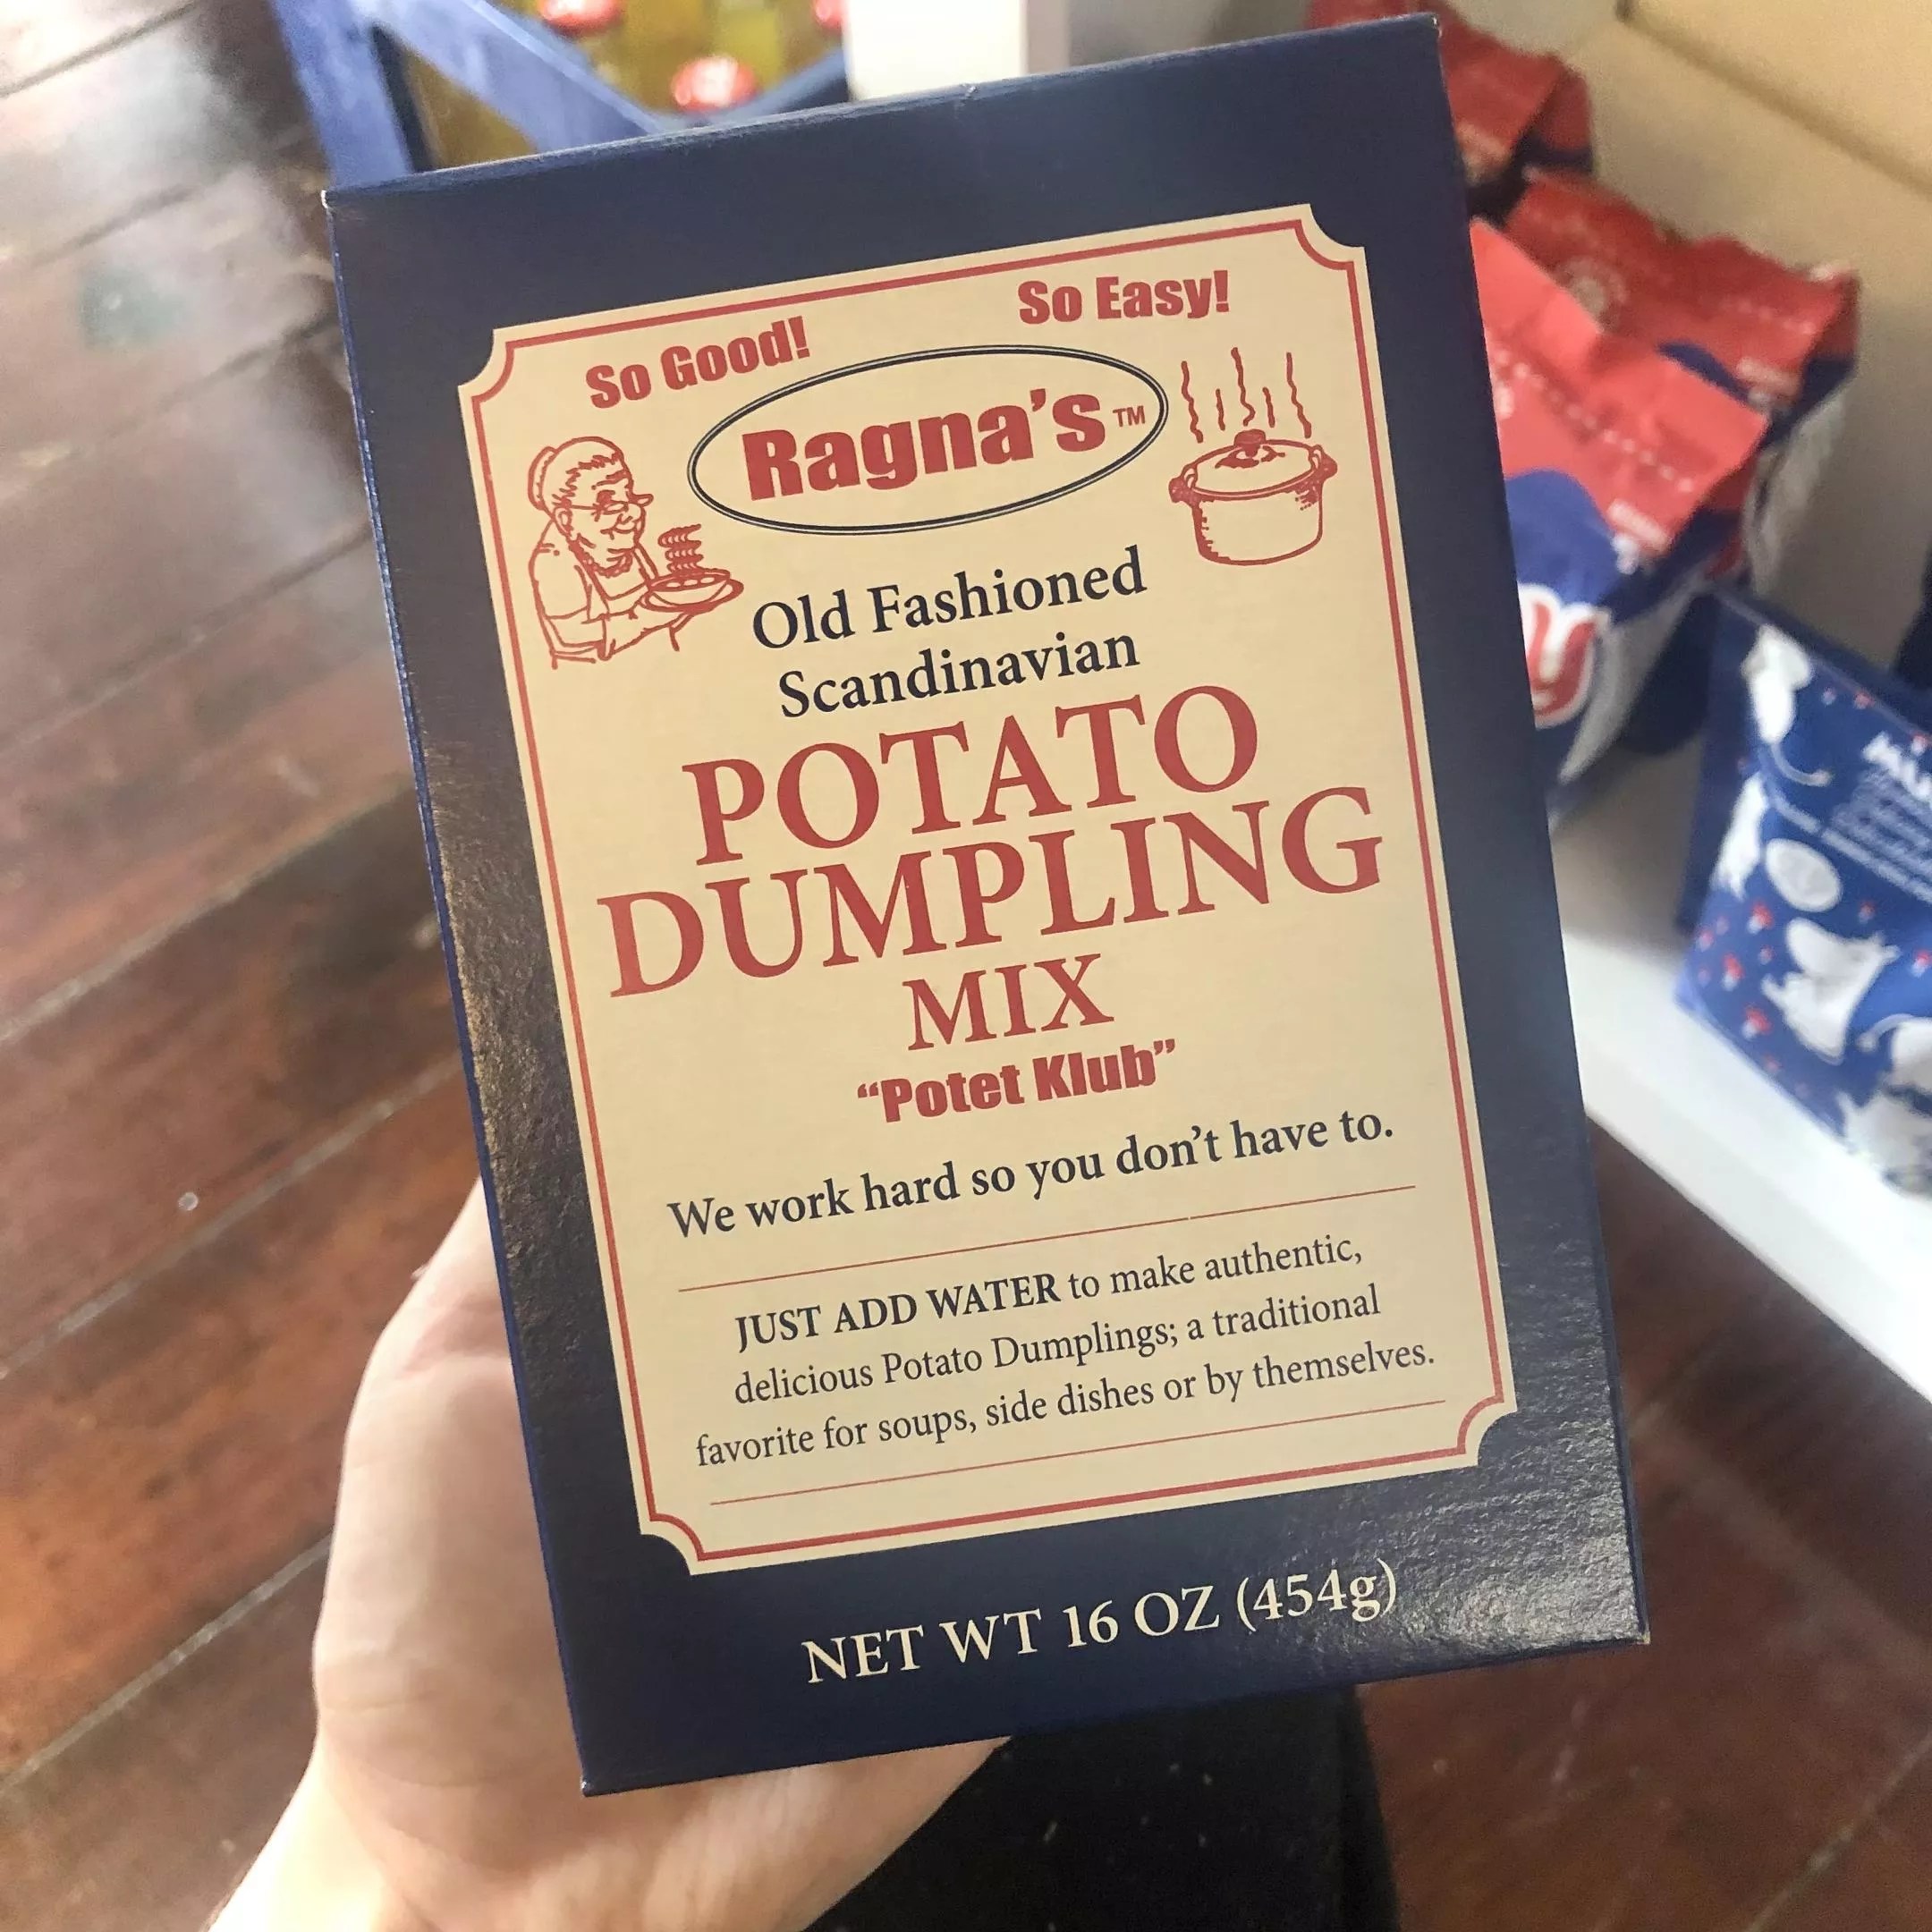 So Good!
So Easy!
Ragna's™
Old Fashioned
Scandinavian
POTATO
DUMPLING
MIX
“Potet Klub”
We work hard so you don’t have to.
JUST ADD WATER to make authentic,
delicious Potato Dumplings; a traditional
favorite for soups, side dishes or by themselves.
NET WT 16 OZ (454g)